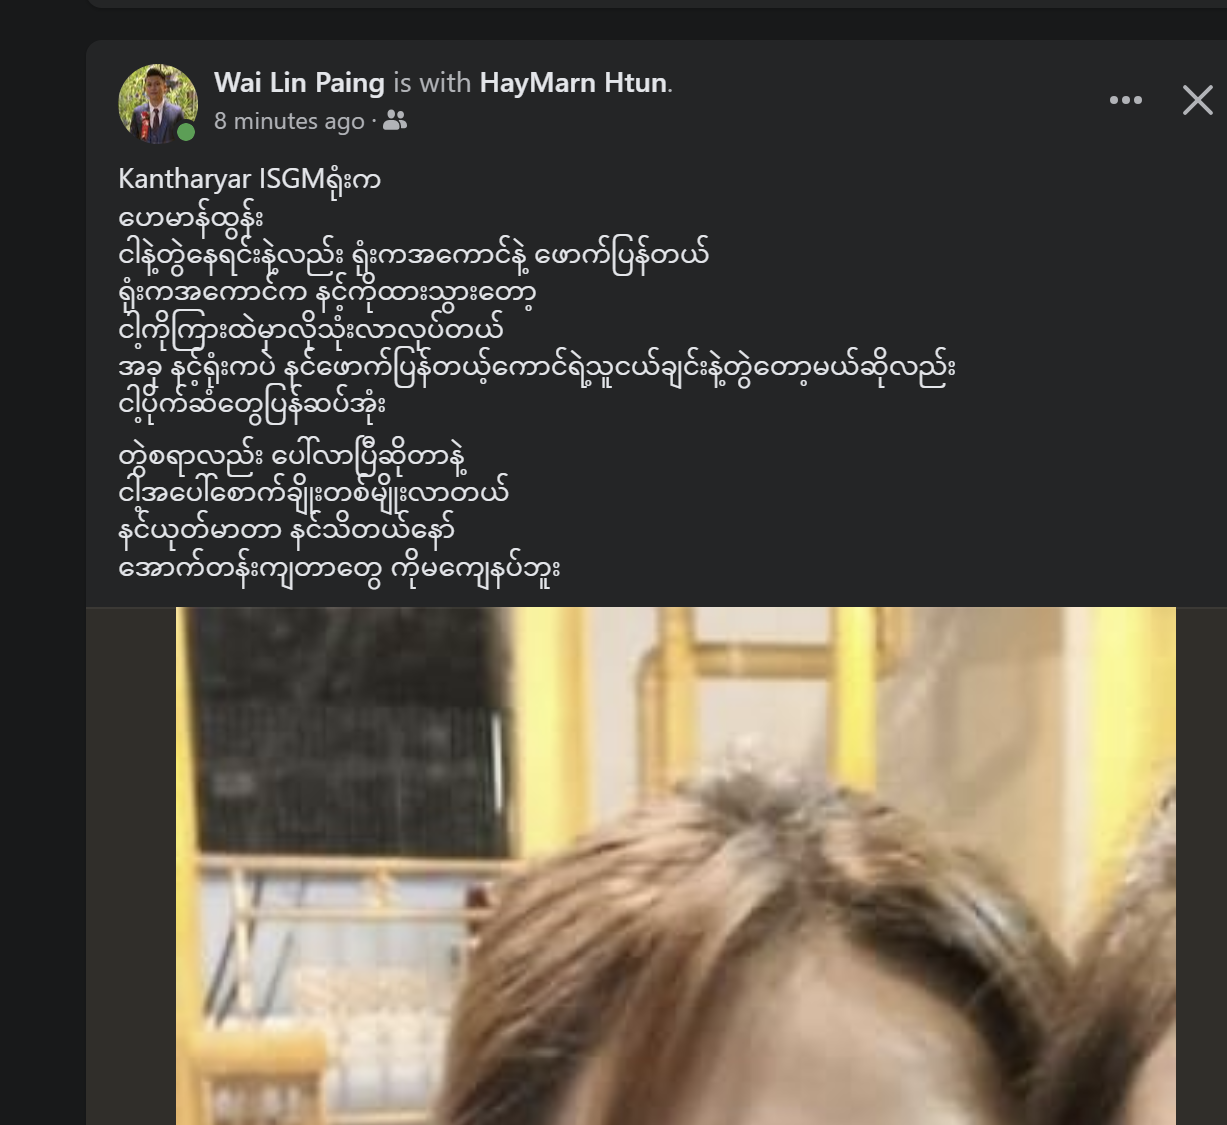 Wai Lin Paing is with HayMarn Htun.
8 minutes ago ·
Kantharyar ISGMရုံးက
ဟေမာန်ထွန်း
ငါနဲ့တွဲနေရင်းနဲ့လည်း ရုံးကအကောင်နဲ့ ဖောက်ပြန်တယ်
ရုံးကအကောင်က နင့်ကိုထားသွားတော့
ငါ့ကိုကြားထဲမှာလိုသုံးလာလုပ်တယ်
အခု နင့်ရုံးကပဲ နင်ဖောက်ပြန်တယ့်ကောင်ရဲ့သူငယ်ချင်းနဲ့တွဲတော့မယ်ဆိုလည်း
ငါ့ပိုက်ဆံတွေပြန်ဆပ်အုံး
တွဲစရာလည်း ပေါ်လာပြီဆိုတာနဲ့
ငါ့အပေါ်စောက်ချိုးတစ်မျိုးလာတယ်
နင်ယုတ်မာတာ နင်သိတယ်နော်
အောက်တန်းကျတာတွေ ကိုမကျေနပ်ဘူး